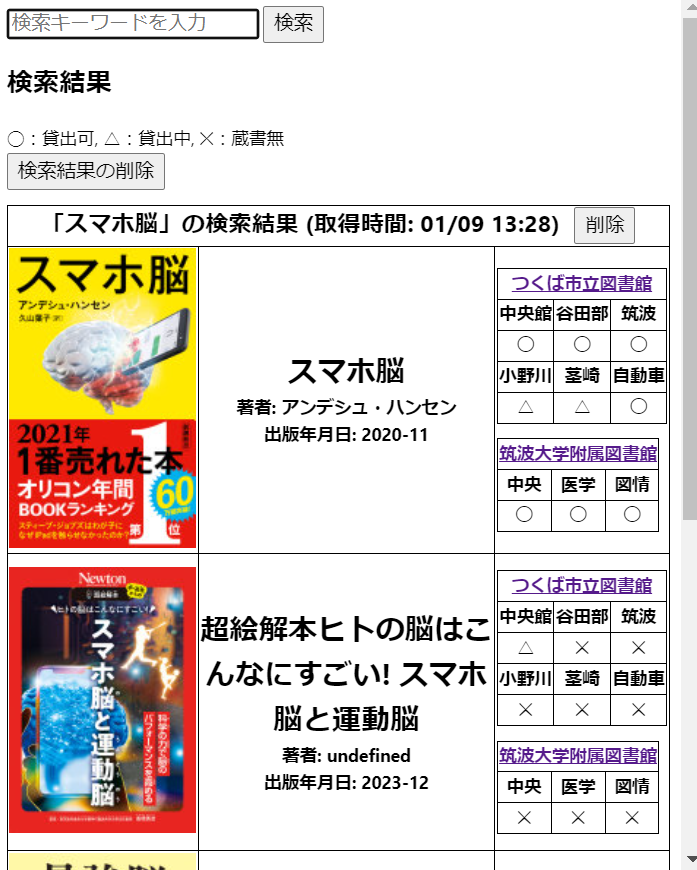 検索キーワードを入力 検索
検索結果
○：貸出可, △：貸出中, ×：蔵書無
検索結果の削除
「スマホ脳」の検索結果 (取得時間: 01/09 13:28) 削除
スマホ脳
アンデシュ・ハンセン
久山葉子 訳
2021年
1番売れた本
オリコン年間
BOOKランキング
第1位
60
スティーブ・ジョブズはわが子に
なぜiPadを触らせなかったのか?
スマホ脳
著者: アンデシュ・ハンセン
出版年月日: 2020-11
つくば市立図書館
中央館 谷田部 筑波
○ ○ ○
小野川 茎崎 自動車
△ △ ○
筑波大学附属図書館
中央 医学 図情
○ ○ ○
Newton
超絵解本
ヒトの脳はこんなにすごい!
スマホ脳と運動脳
科学の力で脳の
パフォーマンスを高める
超絵解本ヒトの脳はこ
んなにすごい! スマホ
脳と運動脳
著者: undefined
出版年月日: 2023-12
つくば市立図書館
中央館 谷田部 筑波
△ × ×
小野川 茎崎 自動車
× × ×
筑波大学附属図書館
中央 医学 図情
× × ×